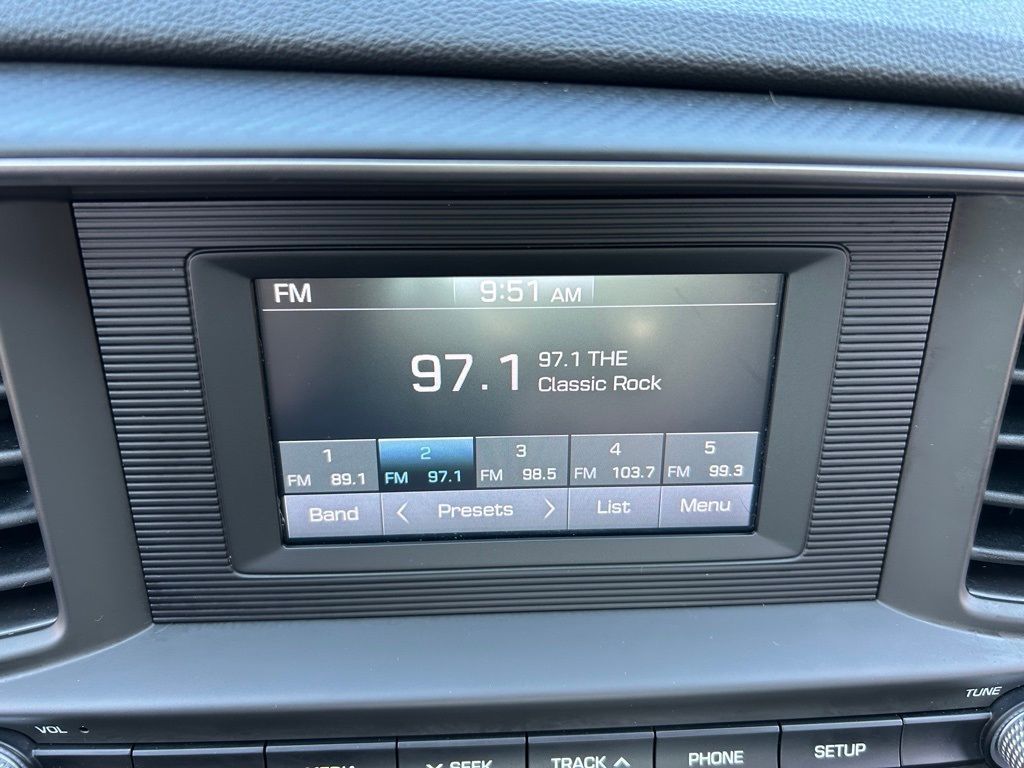 FM 9:51 AM
97.1 97.1 THE
Classic Rock
1 2 3 4 5
FM 89.1 FM 97.1 FM 98.5 FM 103.7 FM 99.3
Band < Presets > List Menu
TUNE
VOL
SEEK TRACK PHONE SETUP